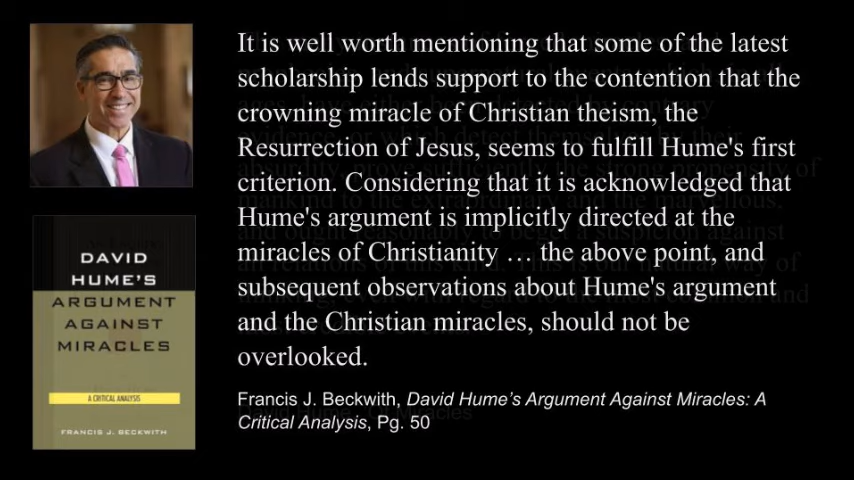 It is well worth mentioning that some of the latest
scholarship lends support to the contention that the
crowning miracle of Christian theism, the
Resurrection of Jesus, seems to fulfill Hume's first
criterion. Considering that it is acknowledged that
Hume's argument is implicitly directed at the
miracles of Christianity … the above point, and
subsequent observations about Hume's argument
and the Christian miracles, should not be
overlooked.
Francis J. Beckwith, David Hume's Argument Against Miracles: A
Critical Analysis, Pg. 50
DAVID
HUME'S
ARGUMENT
AGAINST
MIRACLES
A CRITICAL ANALYSIS
FRANCIS J. BECKWITH